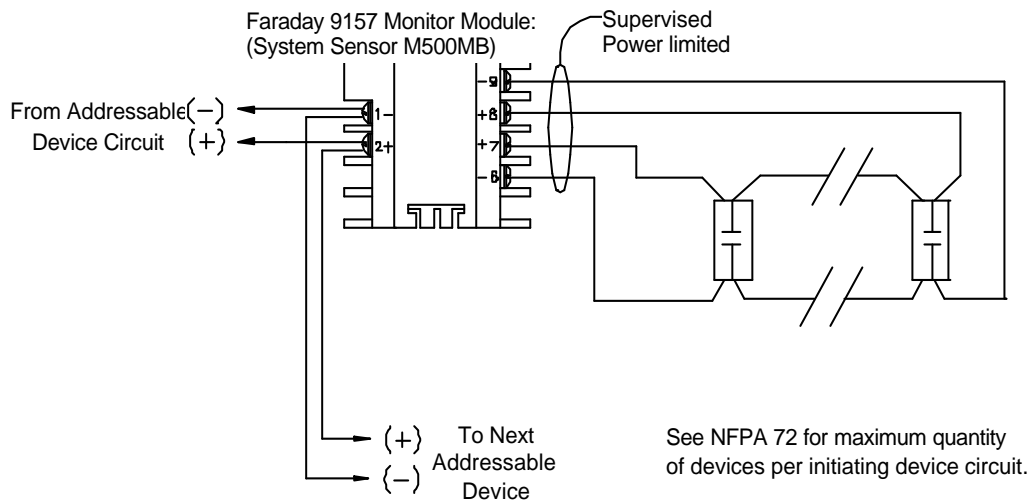 Faraday 9157 Monitor Module:
(System Sensor M500MB)
Supervised
Power limited
From Addressable (-)
Device Circuit (+)
1-
2+
-9
+8
+7
-6
(+) To Next
Addressable
(-) Device
See NFPA 72 for maximum quantity
of devices per initiating device circuit.